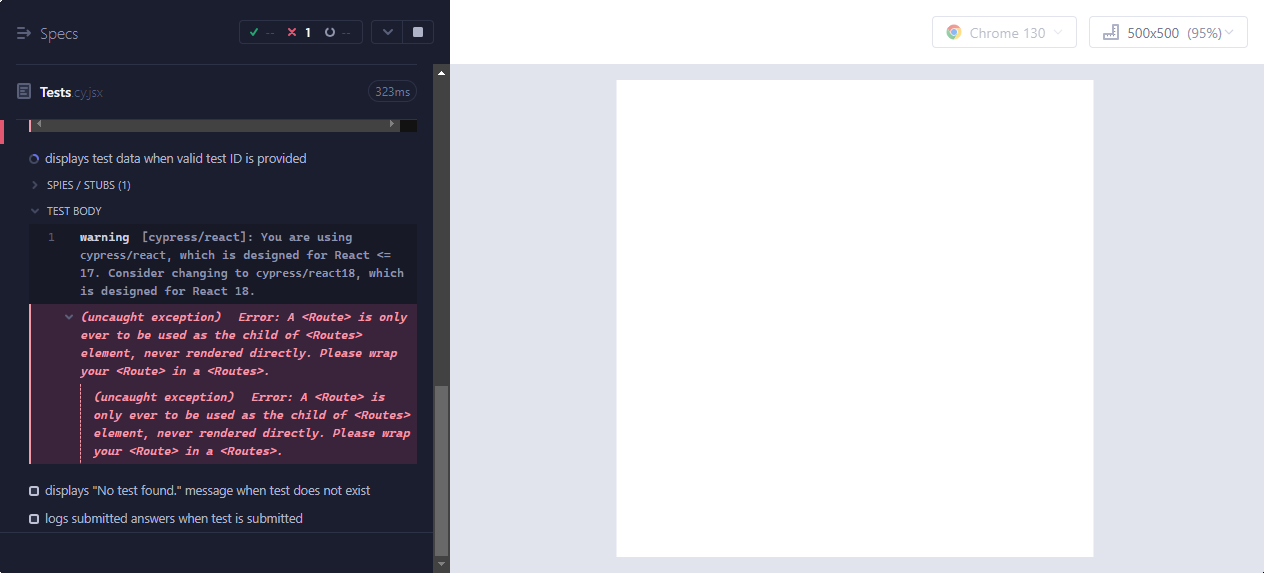 Specs
-- 1 --
Chrome 130
500x500 (95%)
Tests.cy.jsx
323ms
displays test data when valid test ID is provided
SPIES / STUBS (1)
TEST BODY
1 warning [cypress/react]: You are using
cypress/react, which is designed for React <=
17. Consider changing to cypress/react18, which
is designed for React 18.
(uncaught exception) Error: A <Route> is only
ever to be used as the child of <Routes>
element, never rendered directly. Please wrap
your <Route> in a <Routes>.
(uncaught exception) Error: A <Route> is
only ever to be used as the child of <Routes>
element, never rendered directly. Please wrap
your <Route> in a <Routes>.
displays "No test found." message when test does not exist
logs submitted answers when test is submitted